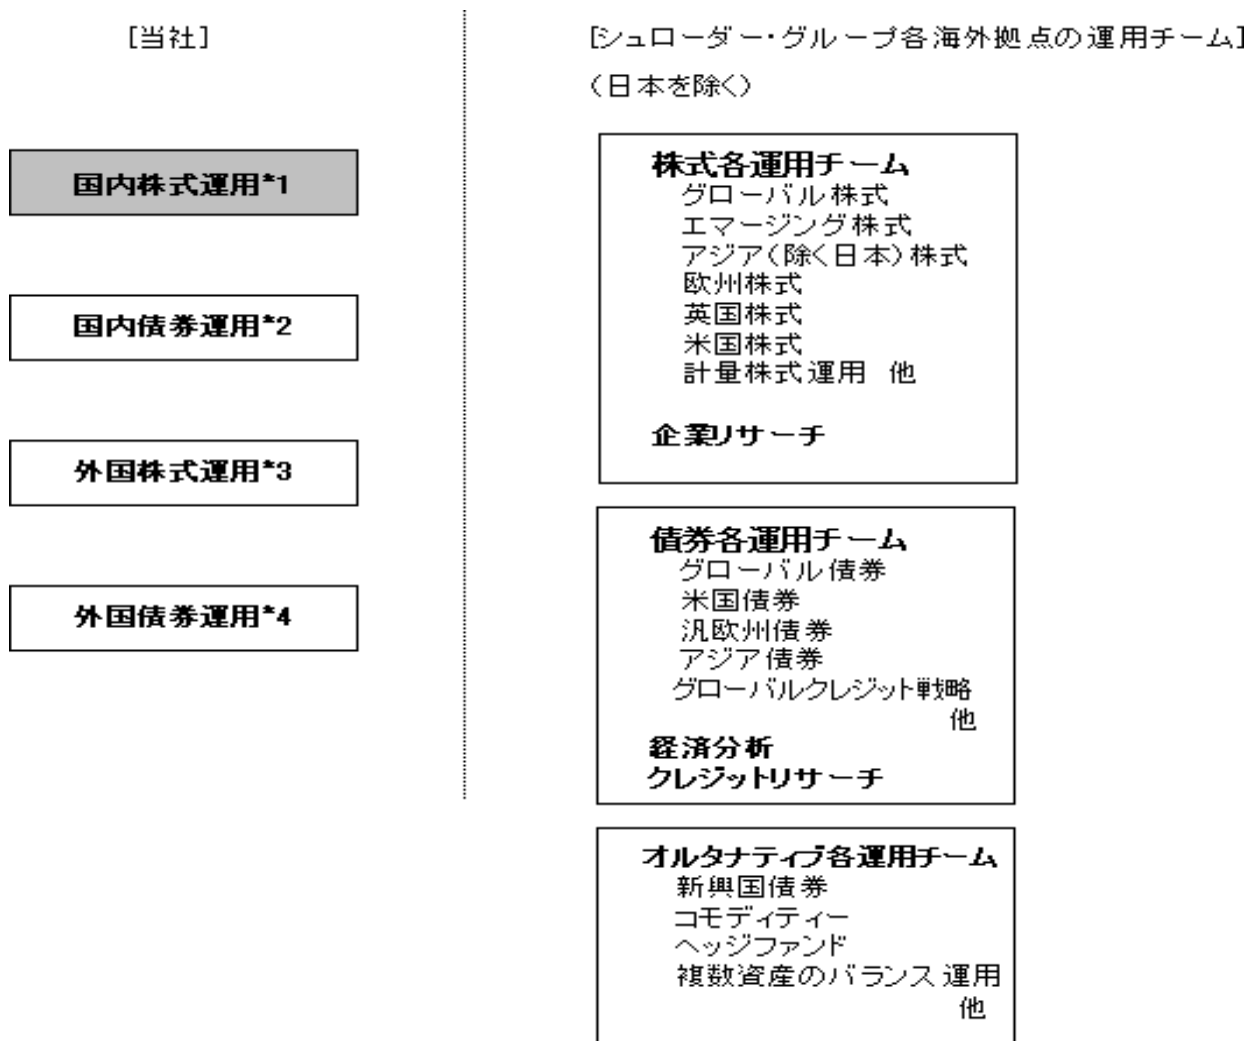 [当社]
国内株式運用*1
国内債券運用*2
外国株式運用*3
外国債券運用*4
[シュローダー・グループ各海外拠点の運用チーム]
（日本を除く）
株式各運用チーム
グローバル株式
エマージング株式
アジア（除く日本）株式
欧州株式
英国株式
米国株式
計量株式運用 他
企業リサーチ
債券各運用チーム
グローバル債券
米国債券
汎欧州債券
アジア債券
グローバルクレジット戦略
他
経済分析
クレジットリサーチ
オルタナティブ各運用チーム
新興国債券
コモディティー
ヘッジファンド
複数資産のバランス運用
他